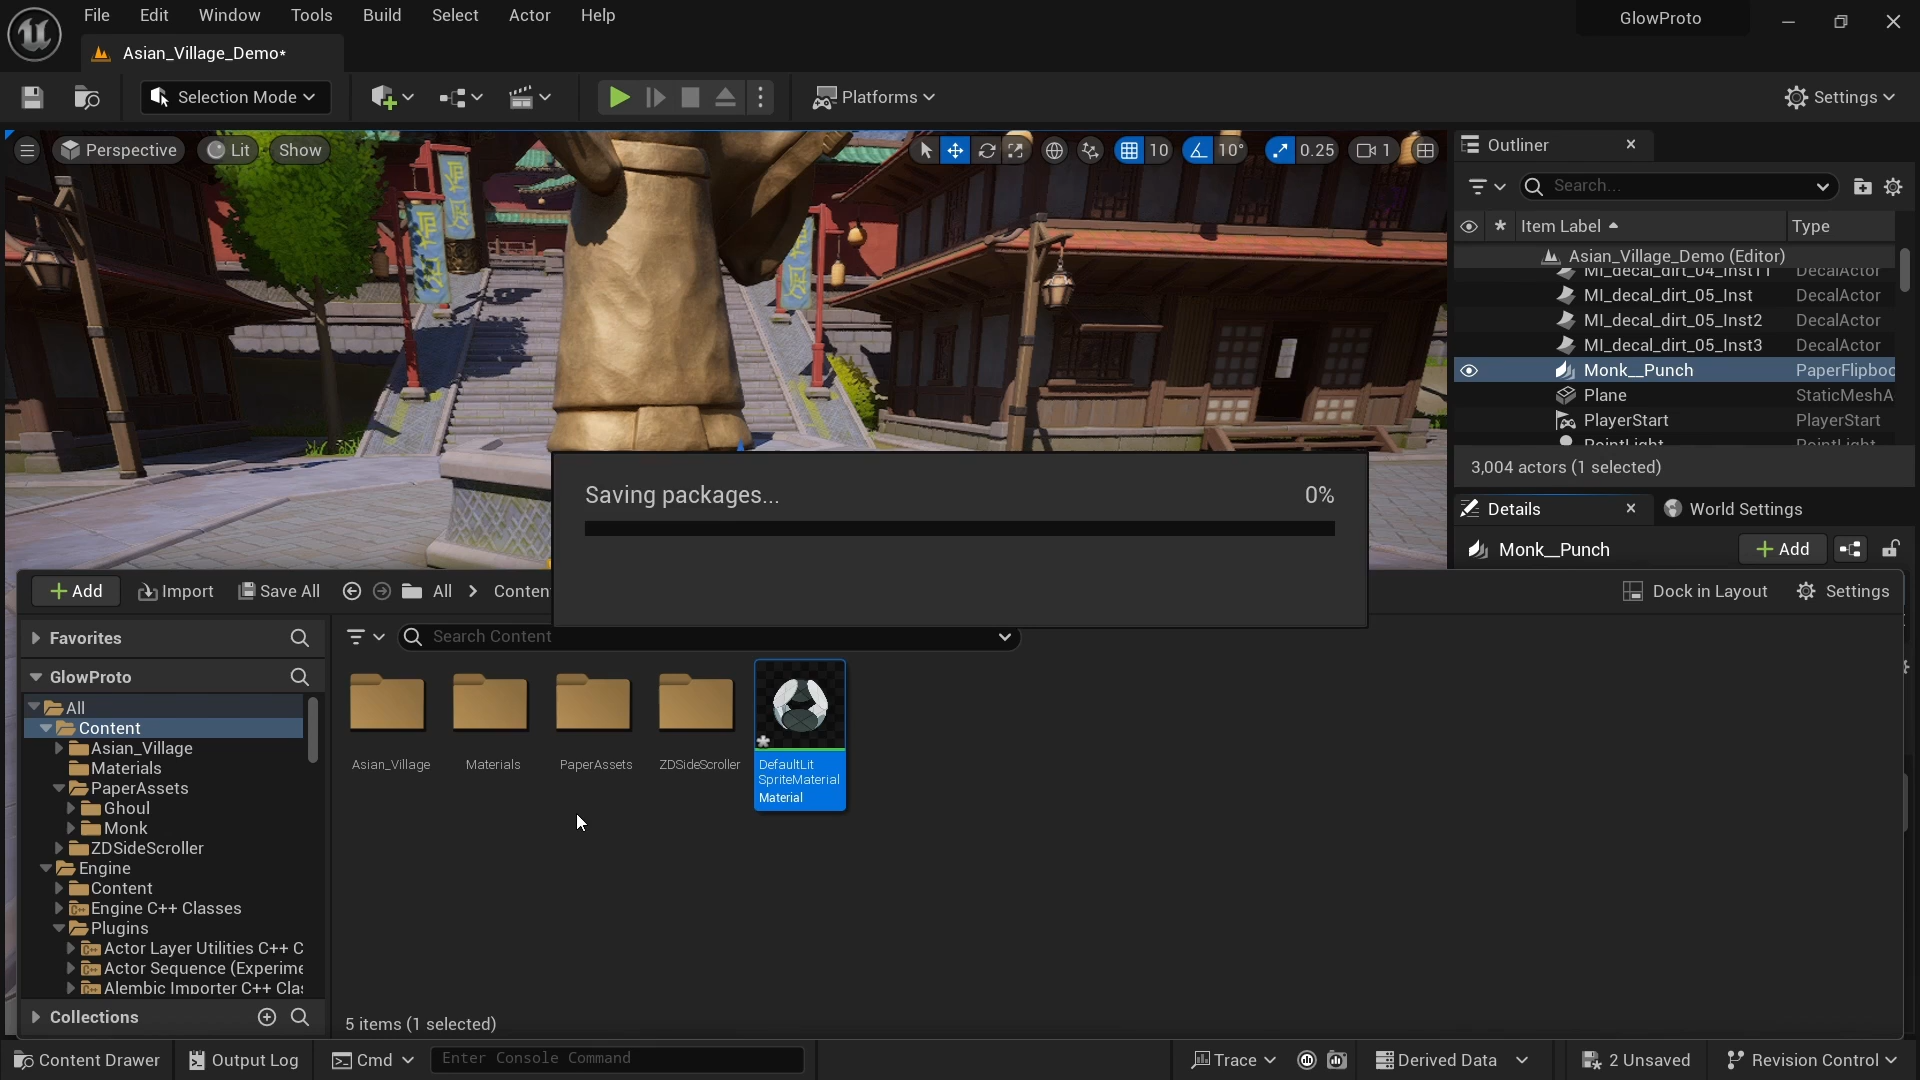 File Edit Window Tools Build Select Actor Help
GlowProto
Asian_Village_Demo*
Selection Mode
Platforms
Settings
Perspective
Lit
Show
10
10°
0.25
1
Outliner
Search...
Item Label
Type
Asian_Village_Demo (Editor)
MI_decal_dirt_04_Inst11 DecalActor
MI_decal_dirt_05_Inst DecalActor
MI_decal_dirt_05_Inst2 DecalActor
MI_decal_dirt_05_Inst3 DecalActor
Monk__Punch PaperFlipboo
Plane StaticMeshA
PlayerStart PlayerStart
PointLight PointLight
3,004 actors (1 selected)
Details
World Settings
Monk__Punch
Add
Saving packages...
0%
Add
Import
Save All
All
Conten
Dock in Layout
Settings
Favorites
Search Content
GlowProto
All
Content
Asian_Village
Materials
PaperAssets
Ghoul
Monk
ZDSideScroller
Engine
Content
Engine C++ Classes
Plugins
Actor Layer Utilities C++ C
Actor Sequence (Experime
Alembic Importer C++ Clas
Collections
Asian_Village
Materials
PaperAssets
ZDSideScroller
DefaultLit
SpriteMaterial
Material
5 items (1 selected)
Content Drawer
Output Log
Cmd
Enter Console Command
Trace
Derived Data
2 Unsaved
Revision Control